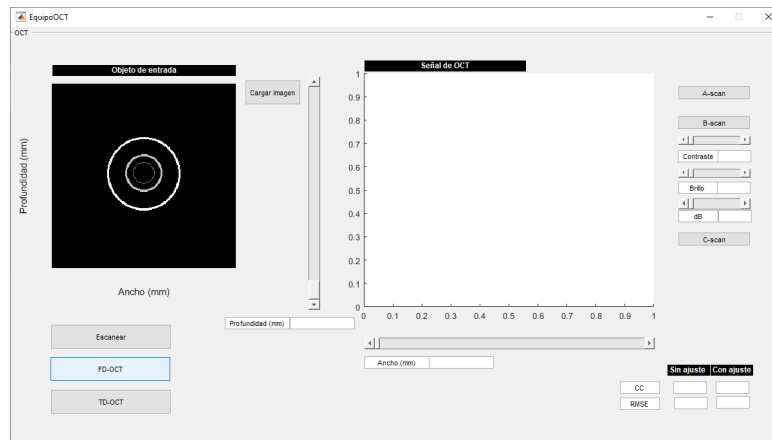 EquipoOCT
OCT
Objeto de entrada
Cargar imagen
Profundidad (mm)
Ancho (mm)
Escanear
FD-OCT
TD-OCT
Profundidad (mm)
Señal de OCT
1
0.9
0.8
0.7
0.6
0.5
0.4
0.3
0.2
0.1
0
0 0.1 0.2 0.3 0.4 0.5 0.6 0.7 0.8 0.9 1
Ancho (mm)
A-scan
B-scan
Contraste
Brillo
dB
C-scan
Sin ajuste Con ajuste
CC
RMSE